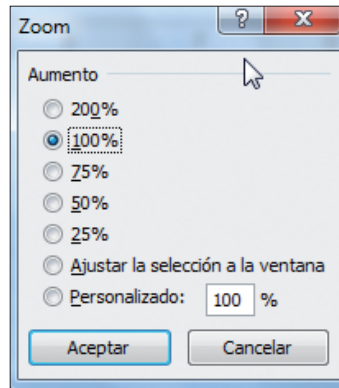 Zoom
Aumento
200%
100%
75%
50%
25%
Ajustar la selección a la ventana
Personalizado: 100 %
Aceptar Cancelar